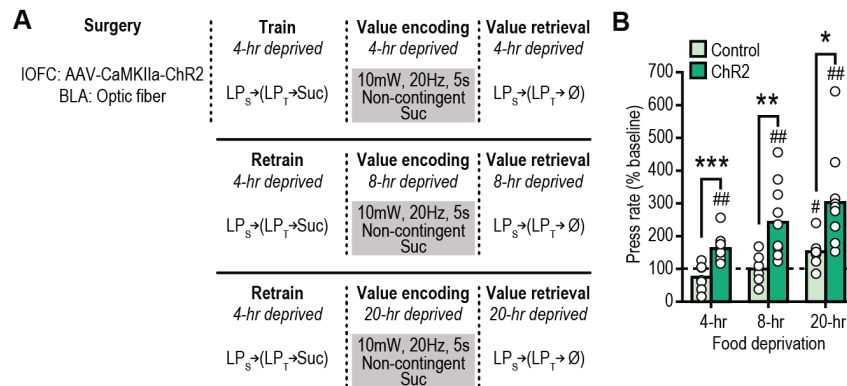 A
Surgery
Train
Value encoding
Value retrieval
4-hr deprived
4-hr deprived
4-hr deprived
lOFC: AAV-CaMKIIa-ChR2
BLA: Optic fiber
LPS→(LPT→Suc)
10mW, 20Hz, 5s
Non-contingent
Suc
LPS→(LPT→Ø)
Retrain
Value encoding
Value retrieval
4-hr deprived
8-hr deprived
8-hr deprived
LPS→(LPT→Suc)
10mW, 20Hz, 5s
Non-contingent
Suc
LPS→(LPT→Ø)
Retrain
Value encoding
Value retrieval
4-hr deprived
20-hr deprived
20-hr deprived
LPS→(LPT→Suc)
10mW, 20Hz, 5s
Non-contingent
Suc
LPS→(LPT→Ø)
B
Control
ChR2
Press rate (% baseline)
700
600
500
400
300
200
100
0
***
##
**
##
*
#
##
4-hr
8-hr
20-hr
Food deprivation